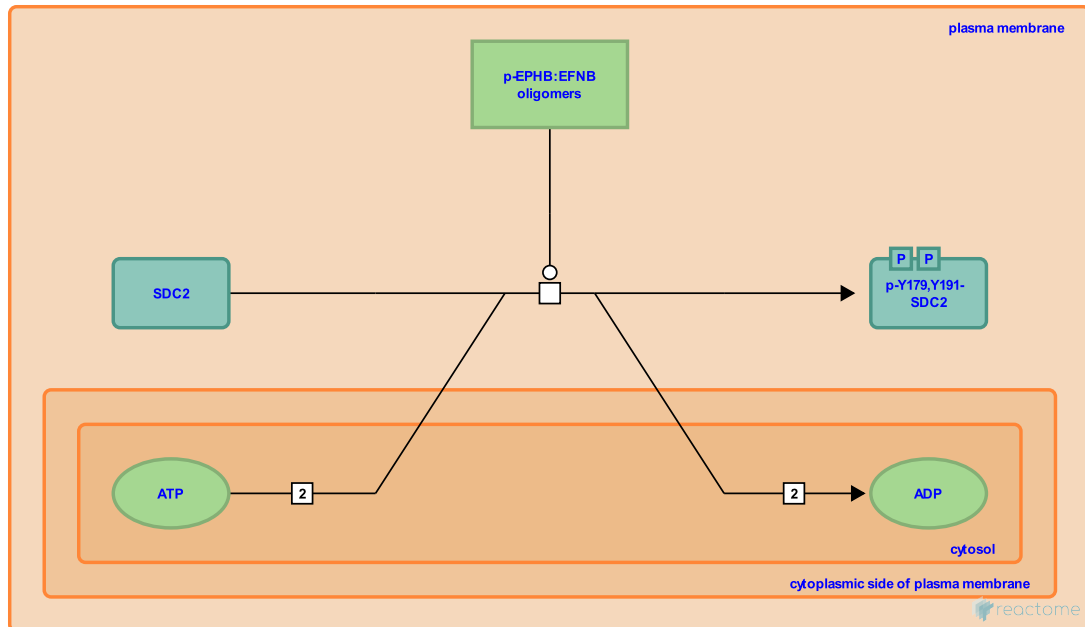 plasma membrane
p-EPHB:EFNB
oligomers
SDC2
P P
p-Y179,Y191-
SDC2
ATP
2
2
ADP
cytosol
cytoplasmic side of plasma membrane
reactome